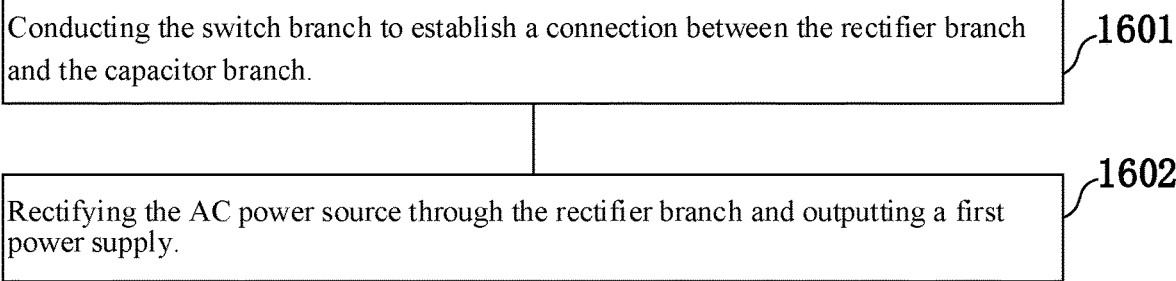 Conducting the switch branch to establish a connection between the rectifier branch
and the capacitor branch.
1601
Rectifying the AC power source through the rectifier branch and outputting a first
power supply.
1602